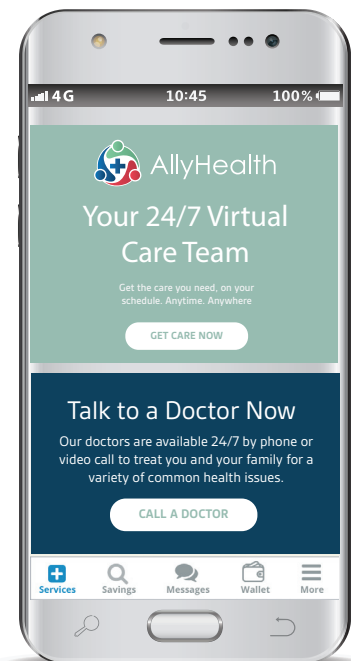 4G 10:45 100%
AllyHealth
Your 24/7 Virtual
Care Team
Get the care you need, on your
schedule. Anytime. Anywhere
GET CARE NOW
Talk to a Doctor Now
Our doctors are available 24/7 by phone or
video call to treat you and your family for a
variety of common health issues.
CALL A DOCTOR
Services Savings Messages Wallet More